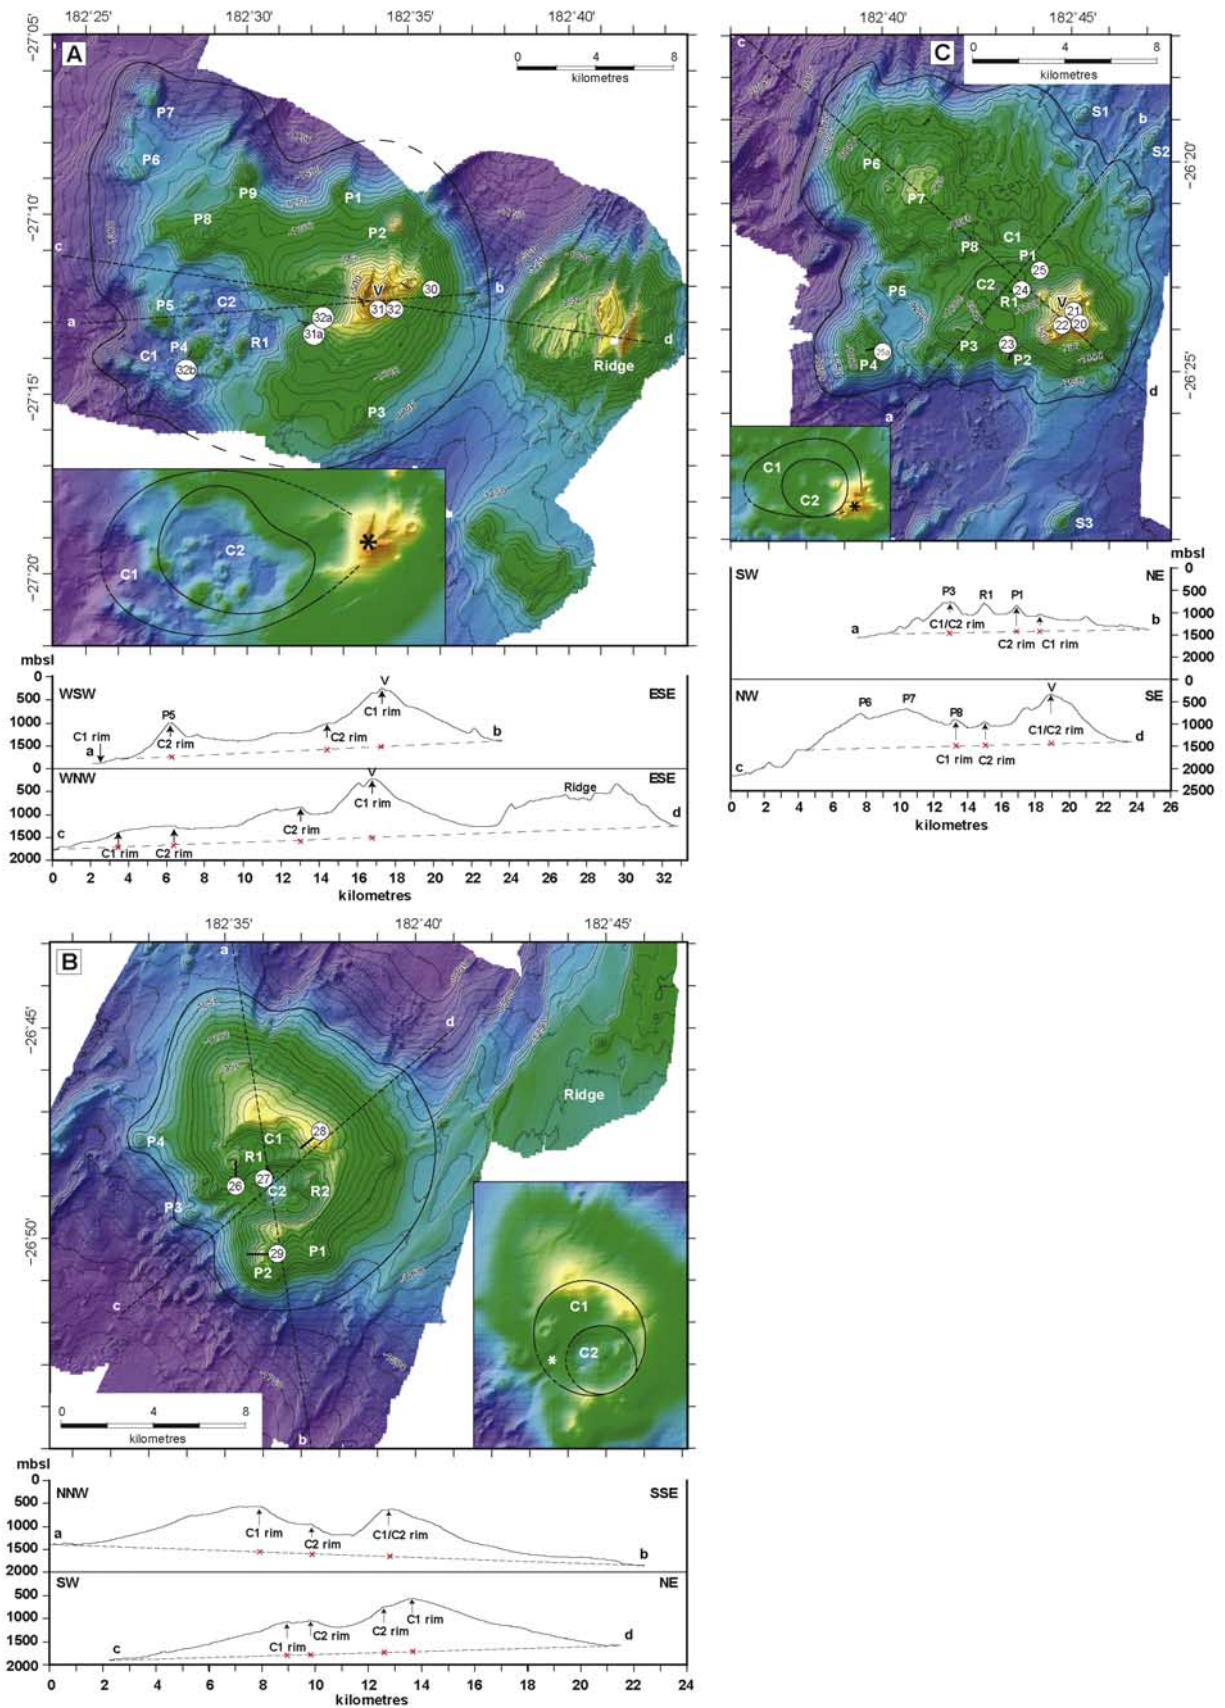 182°25' 182°30' 182°35' 182°40'
−27°05'
−27°10'
−27°15'
−27°20'
A
0 4 8
kilometres
P7
P6
P9
P1
P8
P2
c
V
30
b
P5
C2
31 32
a
32a
31a
R1
d
C1
P4
32b
Ridge
P3
C2
C1
*
mbsl
0
500
1000
1500
0
500
1000
1500
2000
WSW ESE
V
P5
C1 rim
C1 rim
a
C2 rim
C2 rim
b
WNW ESE
V
Ridge
C1 rim
C2 rim
c
d
C1 rim
C2 rim
0 2 4 6 8 10 12 14 16 18 20 22 24 26 28 30 32
kilometres
182°40' 182°45'
−26°20'
−26°25'
C
0 4 8
kilometres
c
S1
b
S2
P6
P7
C1
P8
P1
25
C2
P5
24
R1
V
21
22 20
23
P3
P2
P4
25a
d
a
C1
C2
*
S3
mbsl
0
500
1000
1500
2000
0
500
1000
1500
2000
2500
SW NE
P3 R1 P1
C1/C2 rim
a
b
C2 rim C1 rim
NW SE
V
P6 P7
P8
C1/C2 rim
d
C1 rim C2 rim
c
0 2 4 6 8 10 12 14 16 18 20 22 24 26
kilometres
182°35' 182°40' 182°45'
−26°45'
−26°50'
B
a
d
Ridge
P4
C1
28
R1
27
26
C2
R2
P3
29
P1
P2
c
b
0 4 8
kilometres
C1
C2
*
mbsl
0
500
1000
1500
2000
500
1000
1500
2000
NNW SSE
a
C1 rim
C2 rim
C1/C2 rim
b
SW NE
C1 rim
C2 rim
C2 rim
C1 rim
c
d
0 2 4 6 8 10 12 14 16 18 20 22 24
kilometres